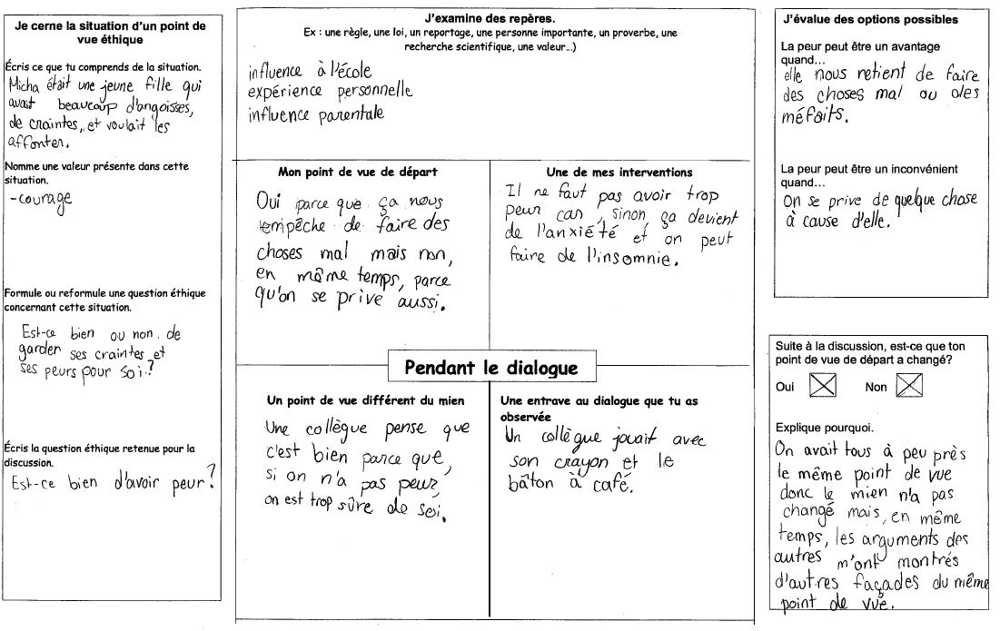 Je cerne la situation d'un point de
vue éthique
Écris ce que tu comprends de la situation.
Micha était une jeune fille qui
avait beaucoup d'angoisses,
de craintes, et voulait les
affonter.
Nomme une valeur présente dans cette
situation.
-courage
Formule ou reformule une question éthique
concernant cette situation.
Est-ce bien ou non de
garder ses craintes et
ses peurs pour soi?
Écris la question éthique retenue pour la
discussion.
Est-ce bien d'avoir peur?
J'examine des repères.
Ex : une règle, une loi, un reportage, une personne importante, un proverbe, une
recherche scientifique, une valeur...)
influence à l'école
expérience personnelle
influence parentale
Mon point de vue de départ
Oui parce que ça nous
empêche de faire des
choses mal mais non,
en même temps, parce
qu'on se prive aussi.
Une de mes interventions
Il ne faut pas avoir trop
peur car, sinon, ça devient
de l'anxiété et on peut
faire de l'insomnie.
Pendant le dialogue
Un point de vue différent du mien
Une collègue pense que
c'est bien parce que,
si on n'a pas peur,
on est trop sûre de soi.
Une entrave au dialogue que tu as
observée
Un collègue jouait avec
son crayon et le
bâton à café.
J'évalue des options possibles
La peur peut être un avantage
quand...
elle nous retient de faire
des choses mal ou des
méfaits.
La peur peut être un inconvénient
quand...
On se prive de quelque chose
à cause d'elle.
Suite à la discussion, est-ce que ton
point de vue de départ a changé?
Oui Non
Explique pourquoi.
On avait tous à peu près
le même point de vue
donc le mien n'a pas
changé mais, en même
temps, les arguments des
autres m'ont montrés
d'autres façades du même
point de vue.